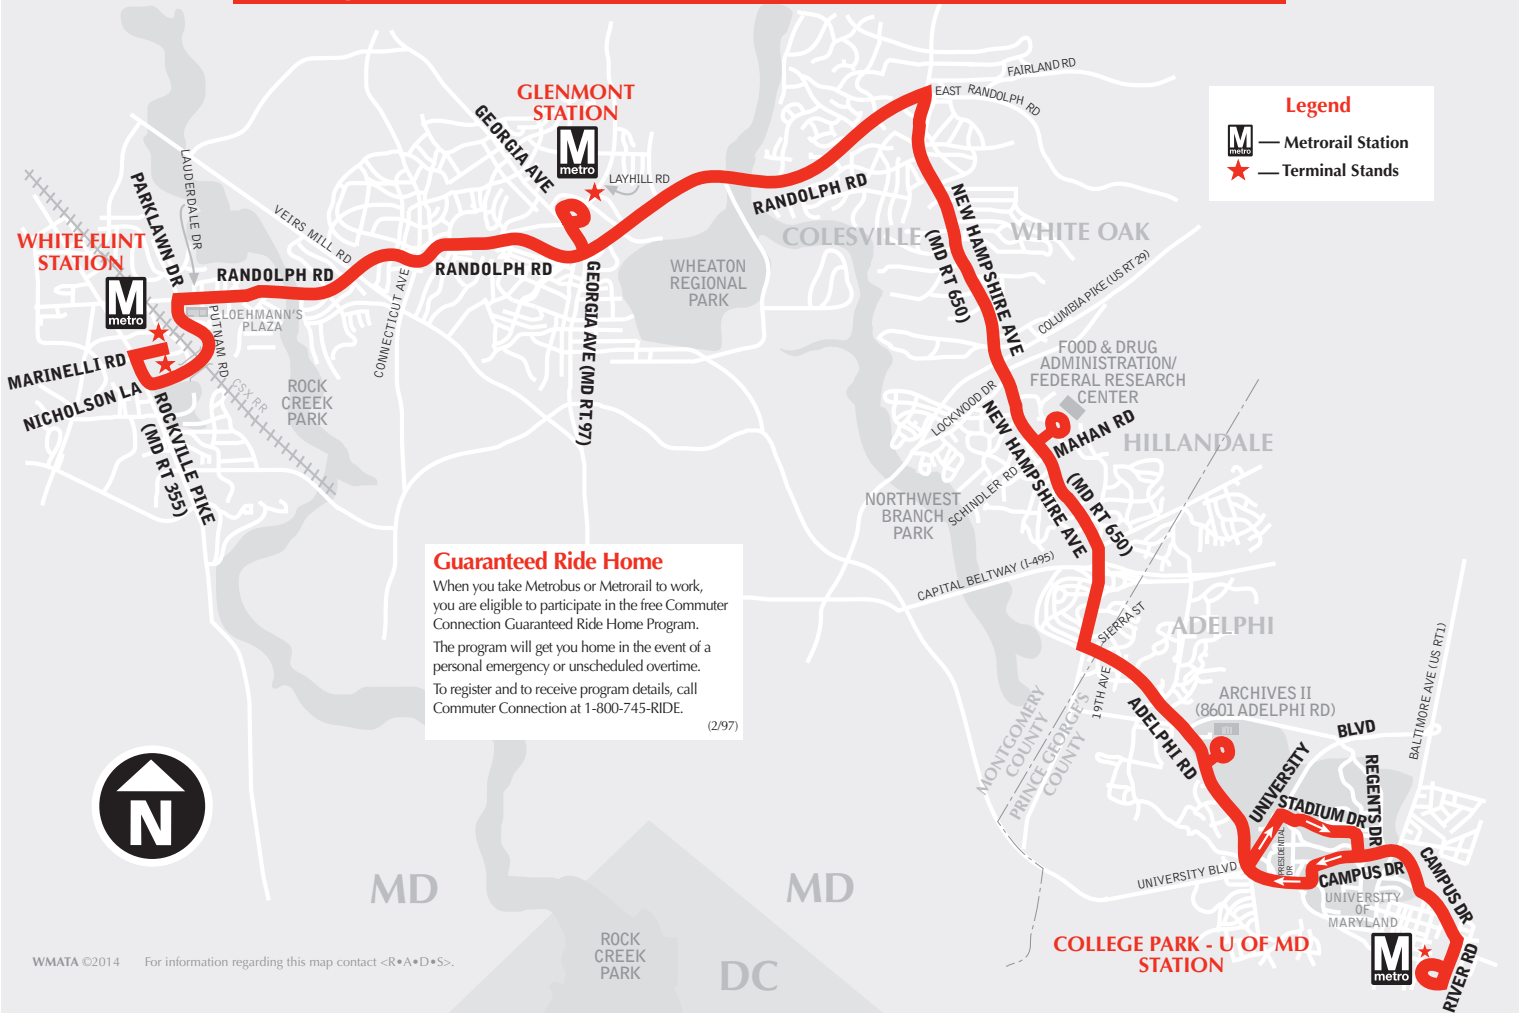 FAIRLAND RD
EAST RANDOLPH RD
GLENMONT
STATION
M
metro
GEORGIA AVE
LAYHILL RD
Legend
M
metro
— Metrorail Station
— Terminal Stands
LAUDERDALE DR
PARKLAWN DR
VEIRS MILL RD
WHITE FLINT
STATION
M
metro
RANDOLPH RD
RANDOLPH RD
RANDOLPH RD
COLESVILLE
WHITE OAK
NEW HAMPSHIRE AVE
(MD RT 650)
COLUMBIA PIKE (US RT 29)
WHEATON
REGIONAL
PARK
GEORGIA AVE (MD RT. 97)
CONNECTICUT AVE
LOEHMANN'S
PLAZA
PUTNAM RD
MARINELLI RD
NICHOLSON LA
CSX RR
ROCK
CREEK
PARK
ROCKVILLE PIKE
(MD RT 355)
FOOD & DRUG
ADMINISTRATION/
FEDERAL RESEARCH
CENTER
LOCKWOOD DR
MAHAN RD
HILLANDALE
NEW HAMPSHIRE AVE
(MD RT 650)
SCHINDLER RD
NORTHWEST
BRANCH
PARK
CAPITAL BELTWAY (I-495)
Guaranteed Ride Home
When you take Metrobus or Metrorail to work,
you are eligible to participate in the free Commuter
Connection Guaranteed Ride Home Program.
The program will get you home in the event of a
personal emergency or unscheduled overtime.
To register and to receive program details, call
Commuter Connection at 1-800-745-RIDE.
(2/97)
SIERRA ST
ADELPHI
19TH AVE
MONTGOMERY
COUNTY
PRINCE GEORGE'S
COUNTY
ADELPHI RD
ARCHIVES II
(8601 ADELPHI RD)
BALTIMORE AVE (US RT1)
UNIVERSITY
BLVD
REGENTS DR
STADIUM DR
PRESIDENTIAL
DR
UNIVERSITY BLVD
CAMPUS DR
CAMPUS DR
UNIVERSITY
OF
MARYLAND
COLLEGE PARK - U OF MD
STATION
M
metro
RIVER RD
N
MD
MD
DC
ROCK
CREEK
PARK
WMATA ©2014 For information regarding this map contact <R•A•D•S>.